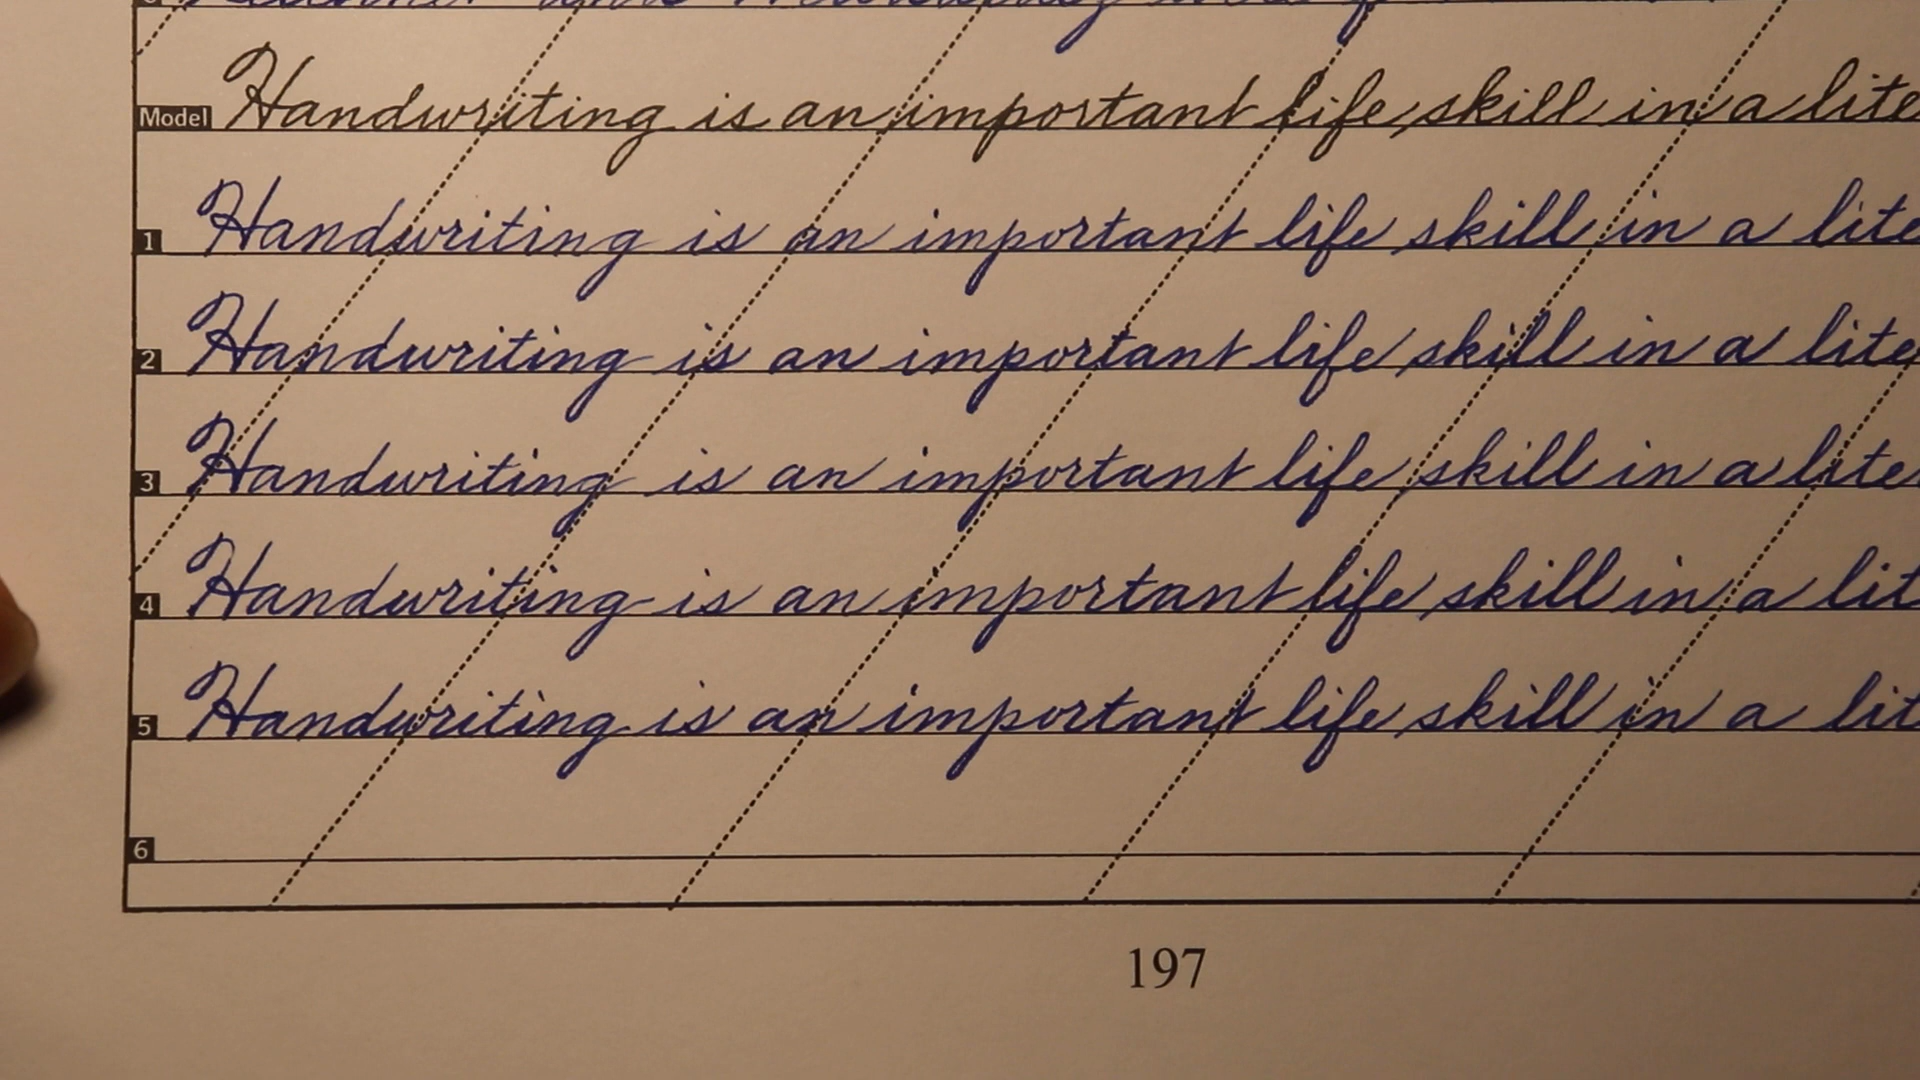 Model Handwriting is an important life skill in a lite
1 Handwriting is an important life skill in a lite
2 Handwriting is an important life skill in a lite
3 Handwriting is an important life skill in a lite
4 Handwriting is an important life skill in a lit
5 Handwriting is an important life skill in a lit
6
197